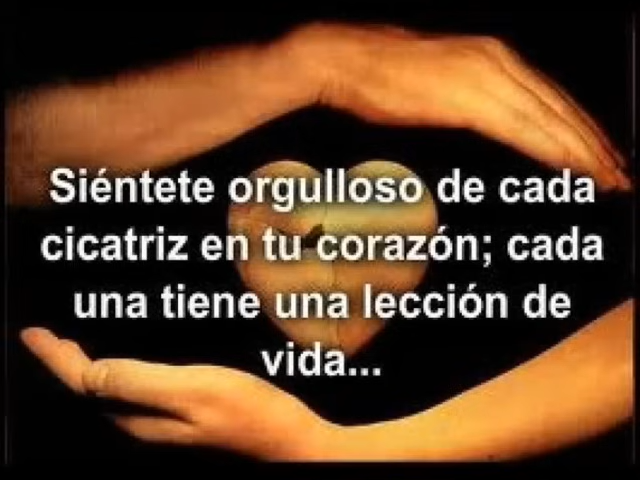 Siéntete orgulloso de cada
cicatriz en tu corazón; cada
una tiene una lección de
vida...